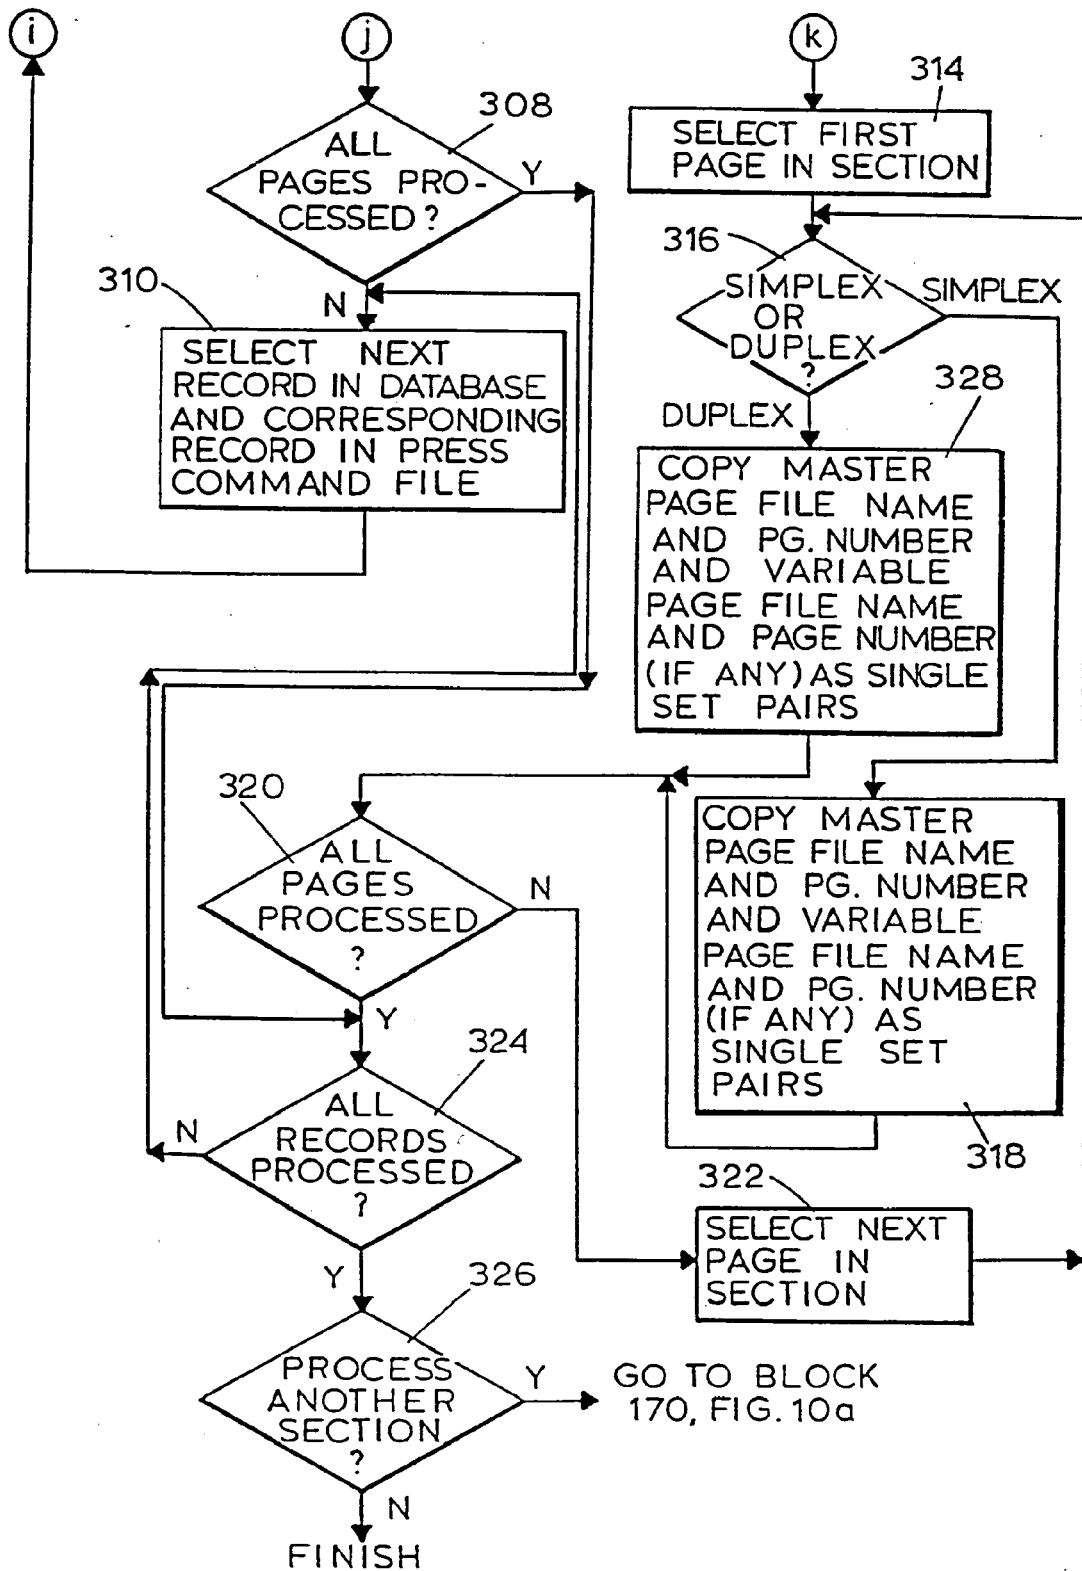 i
j
k
308
ALL
PAGES PRO-
CESSED?
Y
N
310
SELECT NEXT
RECORD IN DATABASE
AND CORRESPONDING
RECORD IN PRESS
COMMAND FILE
314
SELECT FIRST
PAGE IN SECTION
316
SIMPLEX
OR
DUPLEX
?
SIMPLEX
DUPLEX
328
COPY MASTER
PAGE FILE NAME
AND PG. NUMBER
AND VARIABLE
PAGE FILE NAME
AND PAGE NUMBER
(IF ANY) AS SINGLE
SET PAIRS
320
ALL
PAGES
PROCESSED
?
N
Y
COPY MASTER
PAGE FILE NAME
AND PG. NUMBER
AND VARIABLE
PAGE FILE NAME
AND PG. NUMBER
(IF ANY) AS
SINGLE SET
PAIRS
318
324
ALL
RECORDS
PROCESSED
?
N
Y
322
SELECT NEXT
PAGE IN
SECTION
326
PROCESS
ANOTHER
SECTION
?
Y
GO TO BLOCK
170, FIG. 10a
N
FINISH